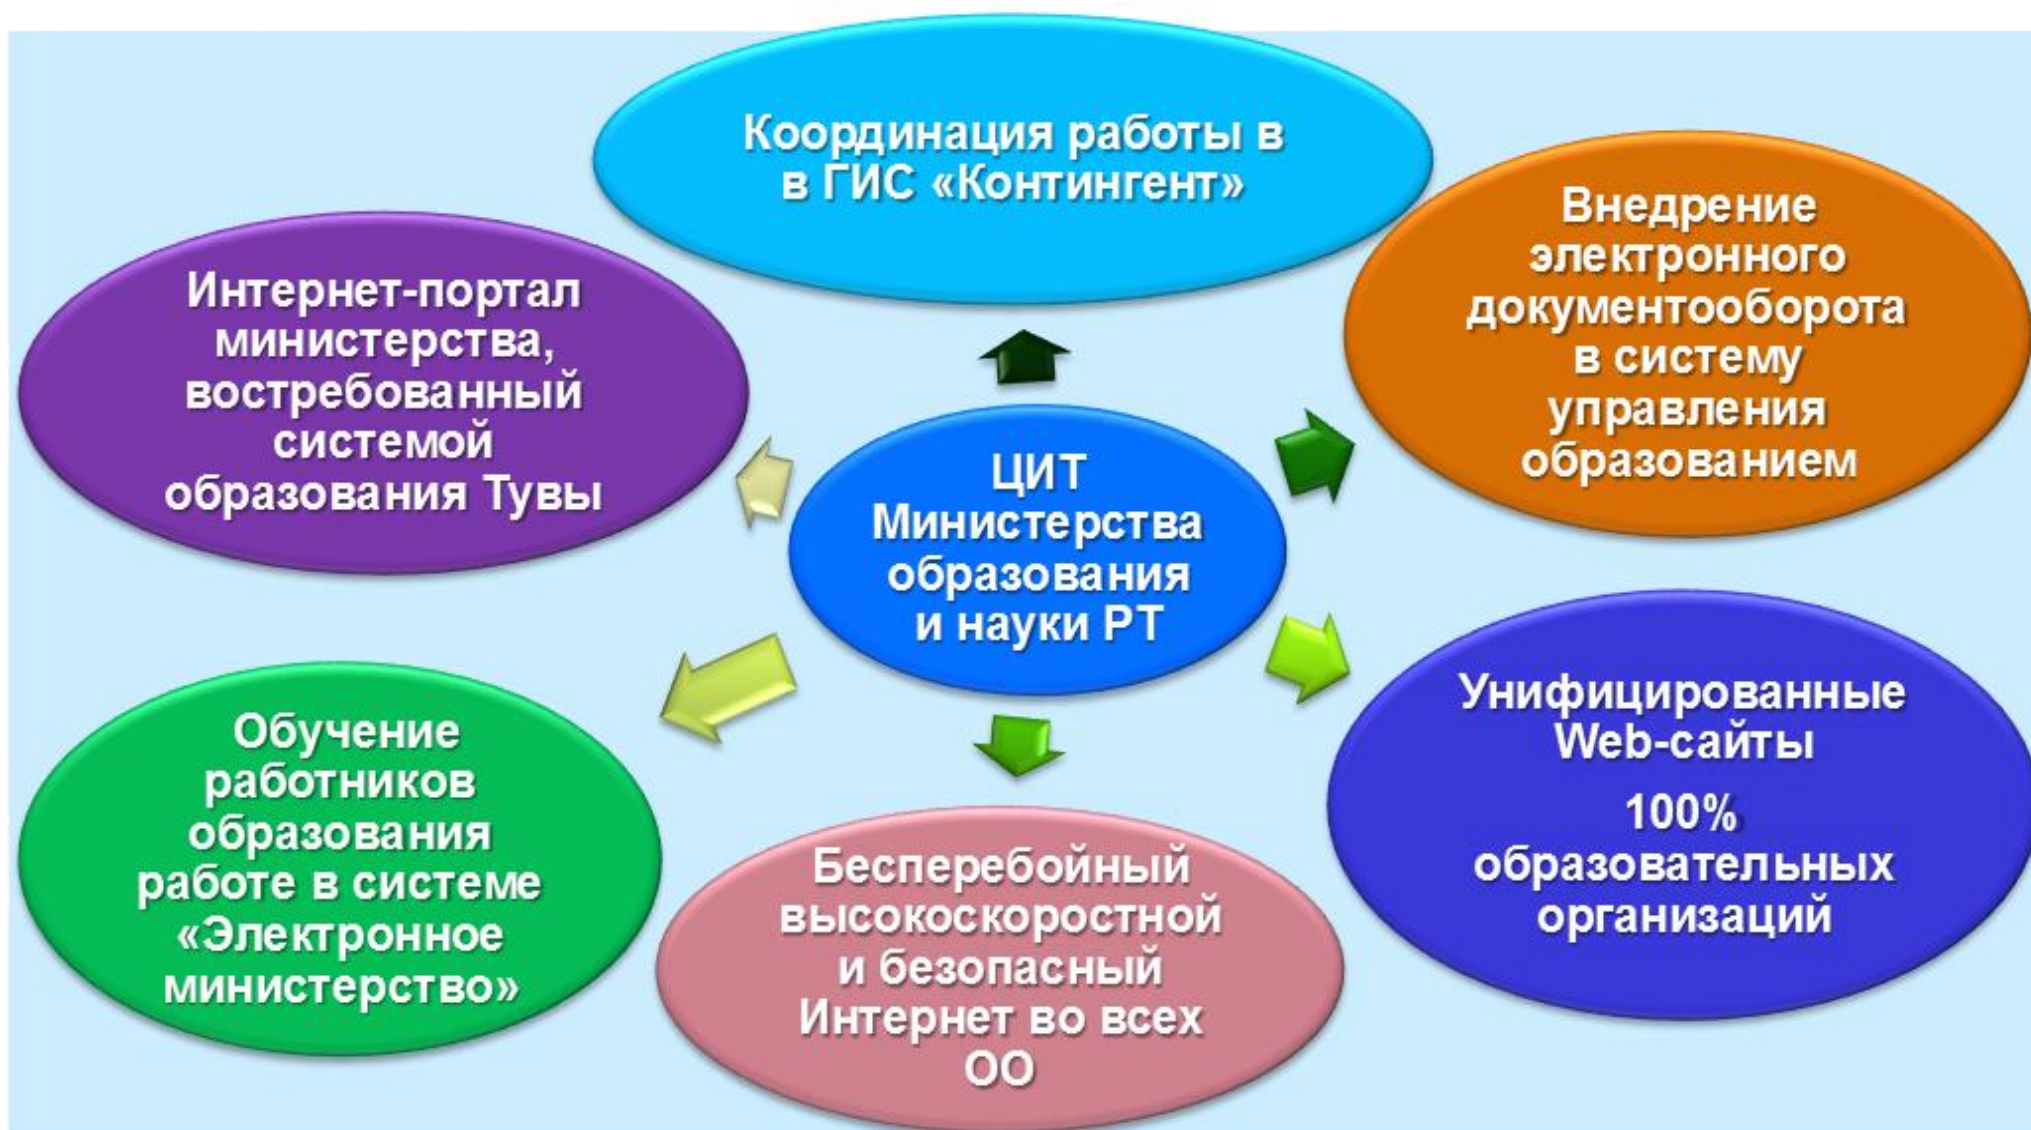 Координация работы в
в ГИС «Контингент»
Внедрение
электронного
документооборота
в систему
управления
образованием
Интернет-портал
министерства,
востребованный
системой
образования Тувы
ЦИТ
Министерства
образования
и науки РТ
Унифицированные
Web-сайты
100%
образовательных
организаций
Обучение
работников
образования
работе в системе
«Электронное
министерство»
Бесперебойный
высокоскоростной
и безопасный
Интернет во всех
ОО